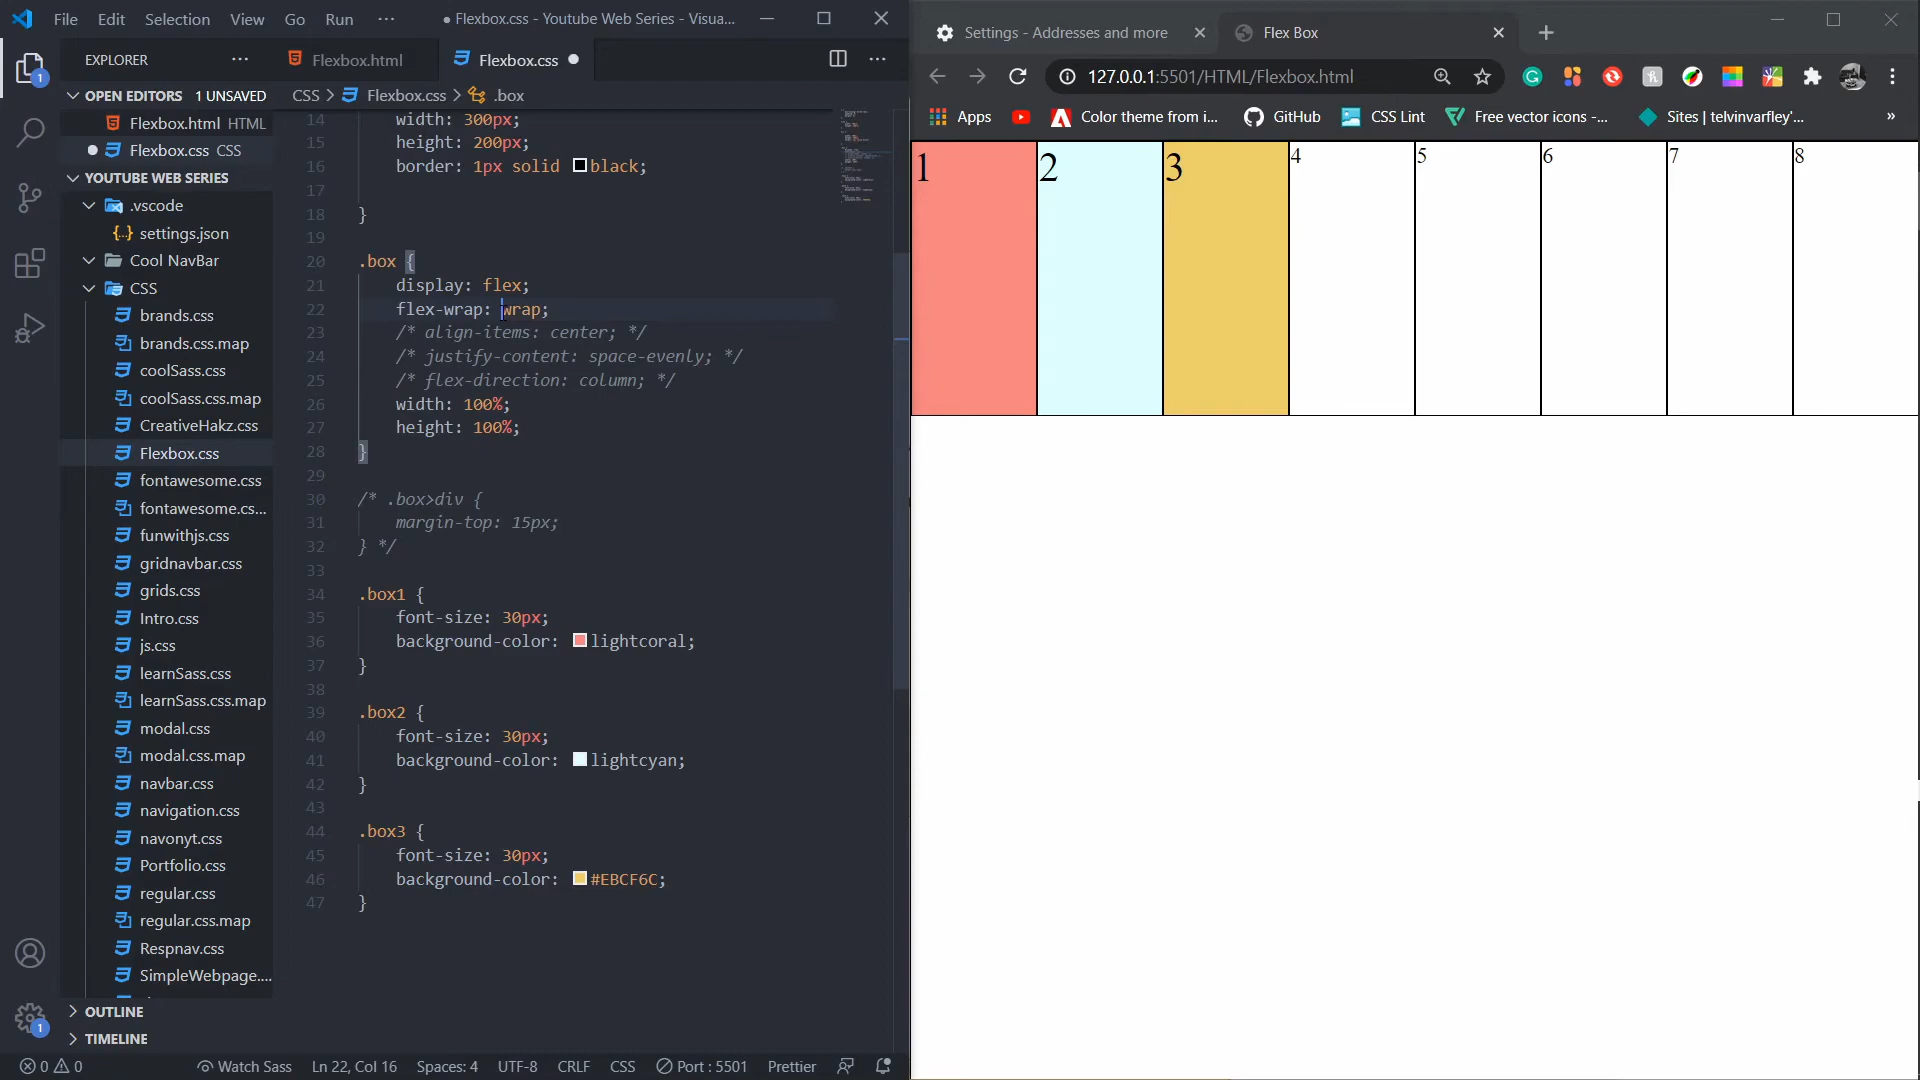 File Edit Selection View Go Run ···
● Flexbox.css - Youtube Web Series - Visua...
EXPLORER ···
Flexbox.html
Flexbox.css ●
OPEN EDITORS 1 UNSAVED
Flexbox.html HTML
Flexbox.css CSS
YOUTUBE WEB SERIES
.vscode
settings.json
Cool NavBar
CSS
brands.css
brands.css.map
coolSass.css
coolSass.css.map
CreativeHakz.css
Flexbox.css
fontawesome.css
fontawesome.cs...
funwithjs.css
gridnavbar.css
grids.css
Intro.css
js.css
learnSass.css
learnSass.css.map
modal.css
modal.css.map
navbar.css
navigation.css
navonyt.css
Portfolio.css
regular.css
regular.css.map
Respnav.css
SimpleWebpage....
OUTLINE
TIMELINE
CSS > Flexbox.css > .box
14 width: 300px;
15 height: 200px;
16 border: 1px solid black;
17
18 }
19
20 .box {
21 display: flex;
22 flex-wrap: wrap;
23 /* align-items: center; */
24 /* justify-content: space-evenly; */
25 /* flex-direction: column; */
26 width: 100%;
27 height: 100%;
28 }
29
30 /* .box>div {
31 margin-top: 15px;
32 } */
33
34 .box1 {
35 font-size: 30px;
36 background-color: lightcoral;
37 }
38
39 .box2 {
40 font-size: 30px;
41 background-color: lightcyan;
42 }
43
44 .box3 {
45 font-size: 30px;
46 background-color: #EBCF6C;
47 }
0 0 Watch Sass Ln 22, Col 16 Spaces: 4 UTF-8 CRLF CSS Port : 5501 Prettier
1
1
Settings - Addresses and more
Flex Box
127.0.0.1:5501/HTML/Flexbox.html
Apps
Color theme from i...
GitHub
CSS Lint
Free vector icons -...
Sites | telvinvarfley'...
»
1 2 3 4 5 6 7 8